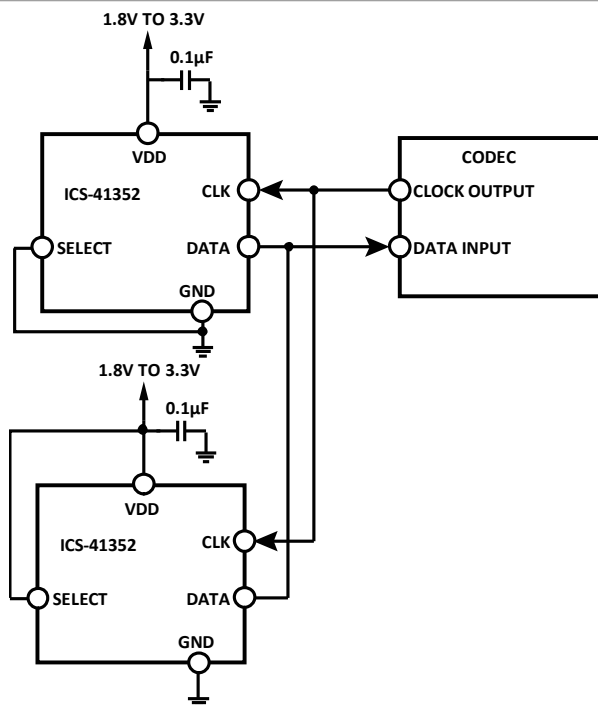 1.8V TO 3.3V
0.1µF
VDD
ICS-41352
CLK
SELECT
DATA
GND
CODEC
CLOCK OUTPUT
DATA INPUT
1.8V TO 3.3V
0.1µF
VDD
ICS-41352
CLK
SELECT
DATA
GND